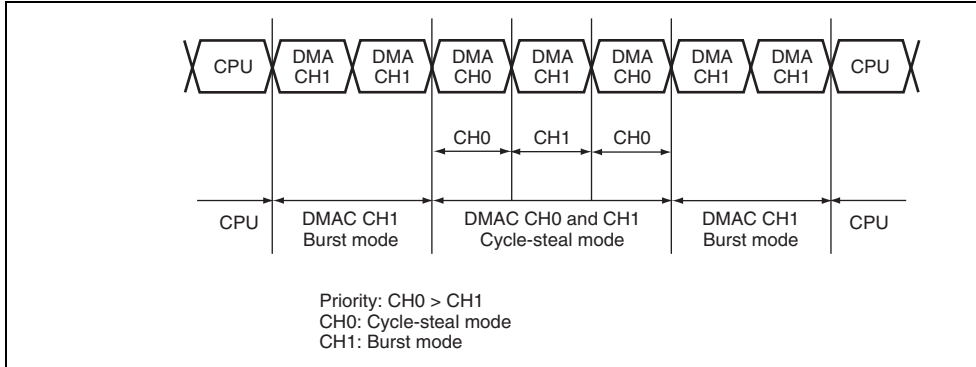 CPU DMA CH1 DMA CH1 DMA CH0 DMA CH1 DMA CH0 DMA CH1 DMA CH1 CPU
CH0 CH1 CH0
CPU DMAC CH1 Burst mode DMAC CH0 and CH1 Cycle-steal mode DMAC CH1 Burst mode CPU
Priority: CH0 > CH1
CH0: Cycle-steal mode
CH1: Burst mode